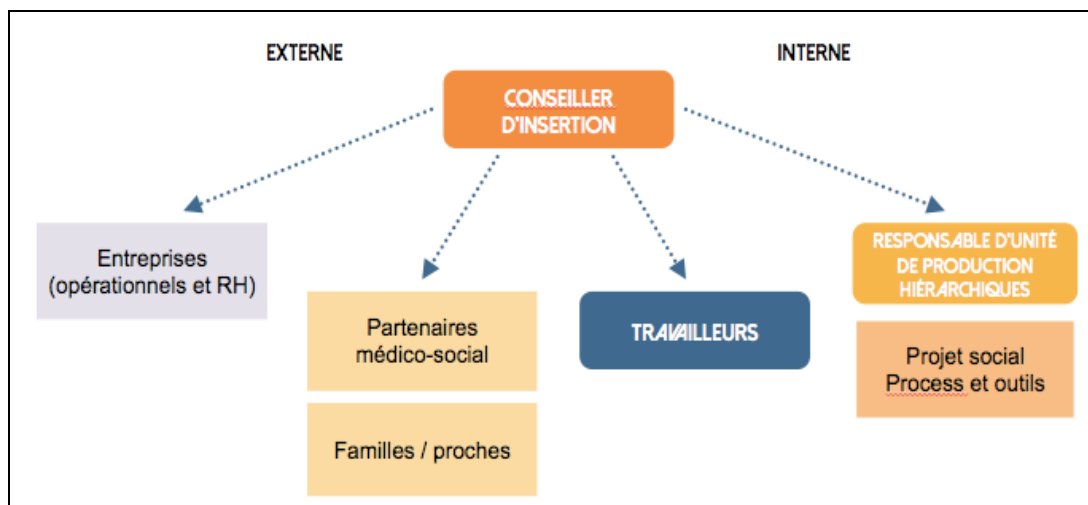 EXTERNE
INTERNE
CONSEILLER
D'INSERTION
Entreprises
(opérationnels et RH)
Partenaires
médico-social
Familles / proches
TRAVAILLEURS
RESPONSABLE D'UNITÉ
DE PRODUCTION
HIÉRARCHIQUES
Projet social
Process et outils